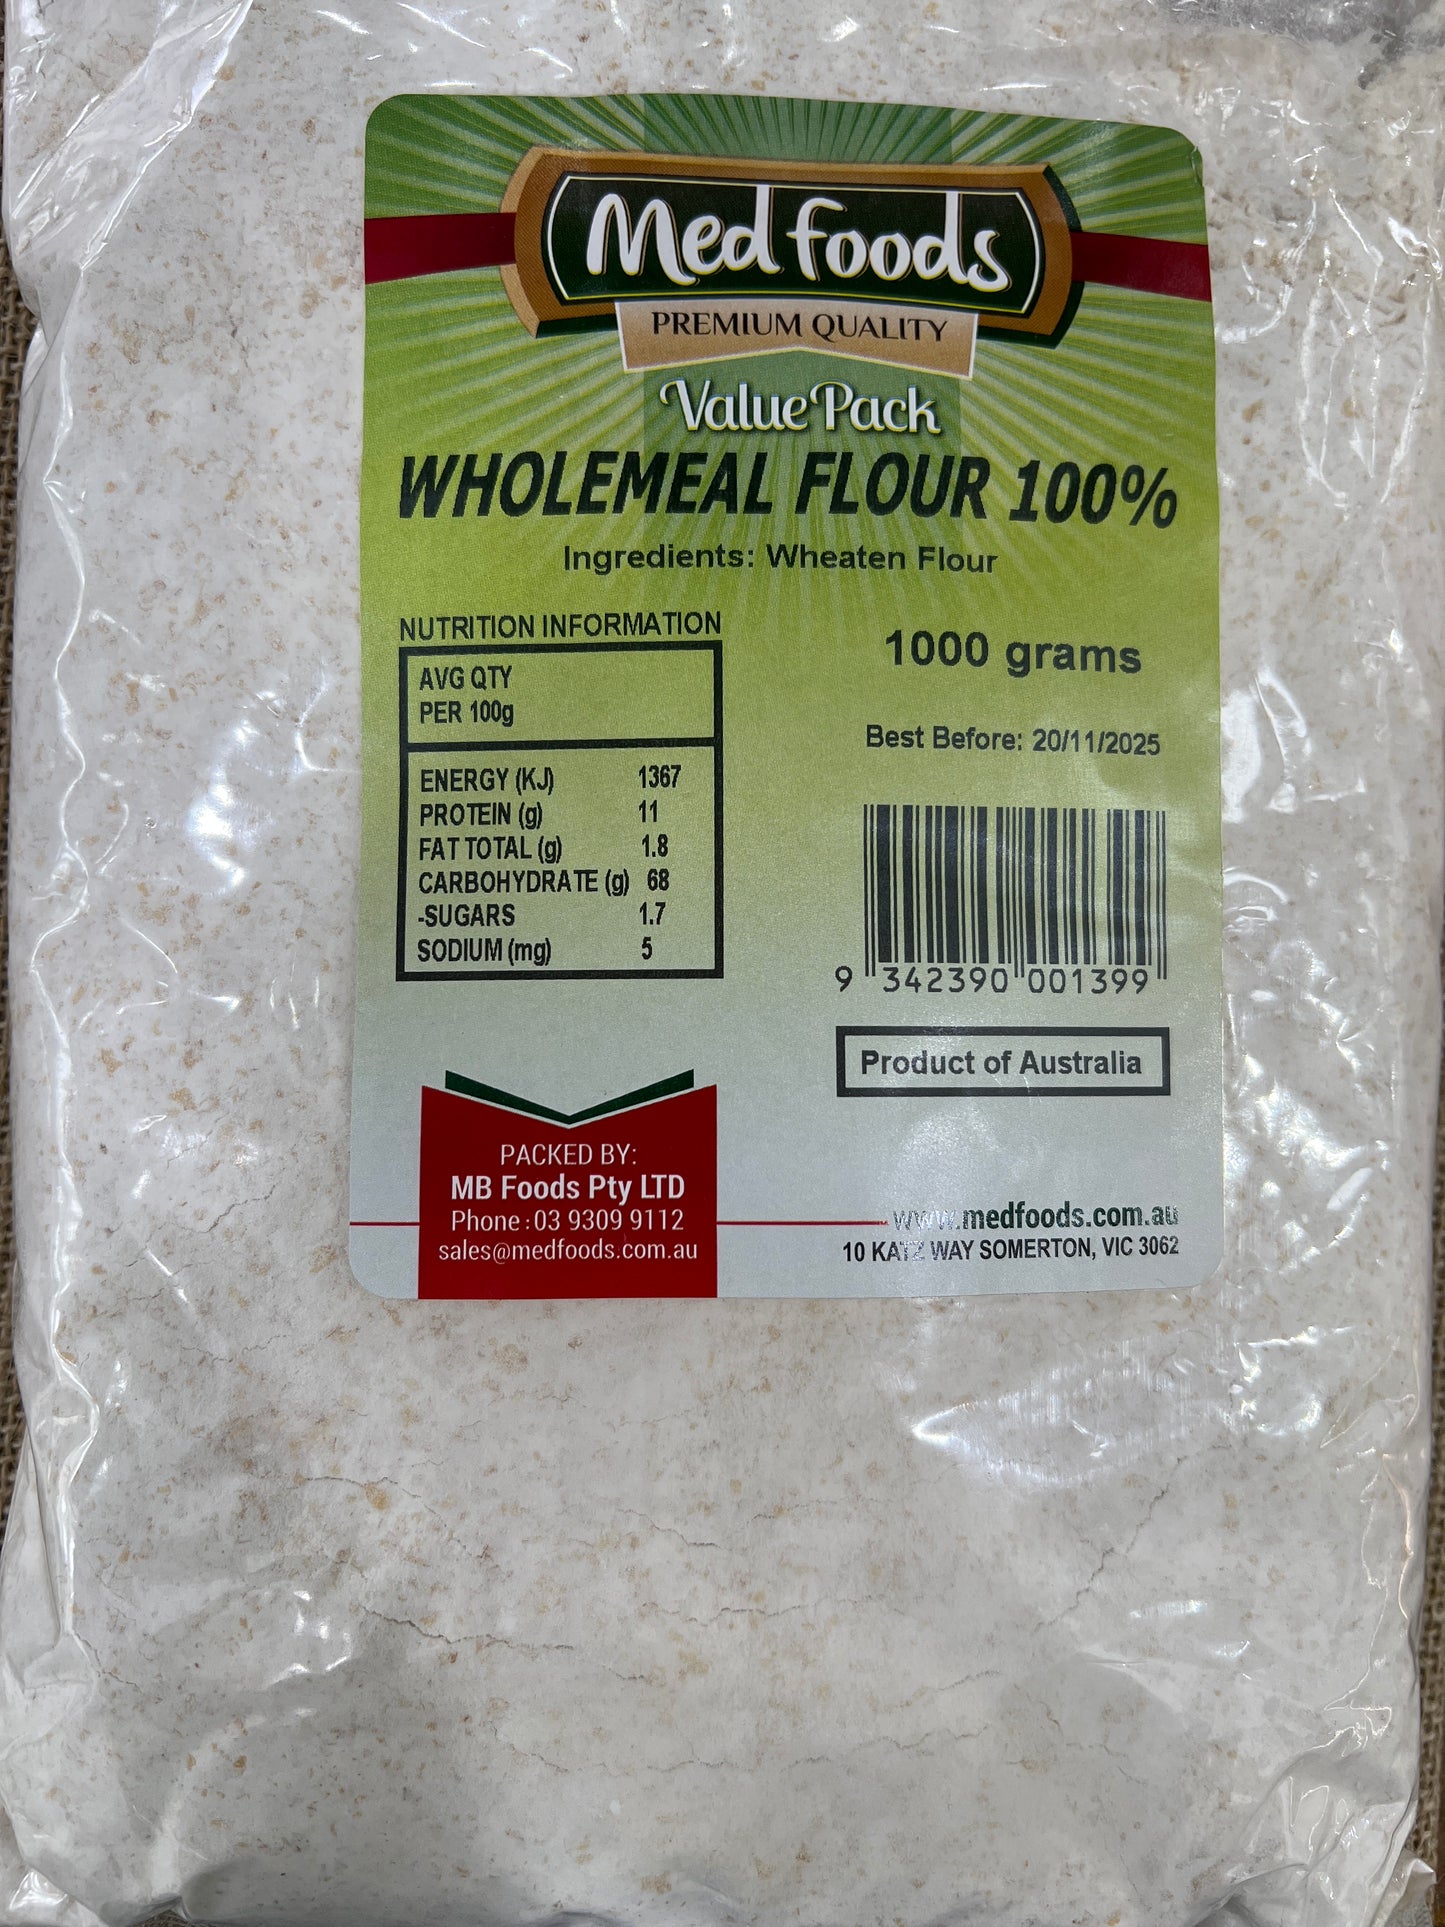 Med foods
PREMIUM QUALITY
Value Pack
WHOLEMEAL FLOUR 100%
Ingredients: Wheaten Flour
NUTRITION INFORMATION
AVG QTY
PER 100g
ENERGY (KJ) 1367
PROTEIN (g) 11
FAT TOTAL (g) 1.8
CARBOHYDRATE (g) 68
-SUGARS 1.7
SODIUM (mg) 5
1000 grams
Best Before: 20/11/2025
9 342390 001399
Product of Australia
PACKED BY:
MB Foods Pty LTD
Phone : 03 9309 9112
sales@medfoods.com.au
www.medfoods.com.au
10 KATZ WAY SOMERTON, VIC 3062